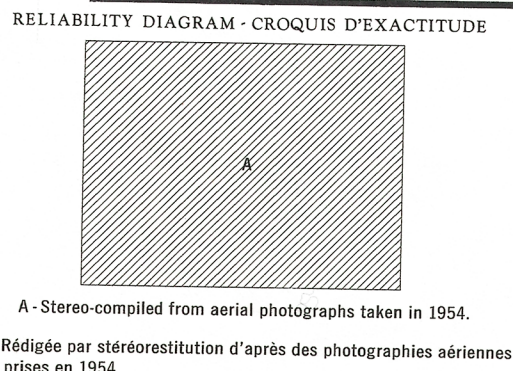 RELIABILITY DIAGRAM - CROQUIS D'EXACTITUDE
A
A - Stereo-compiled from aerial photographs taken in 1954.
Rédigée par stéréorestitution d'après des photographies aériennes
prises en 1954